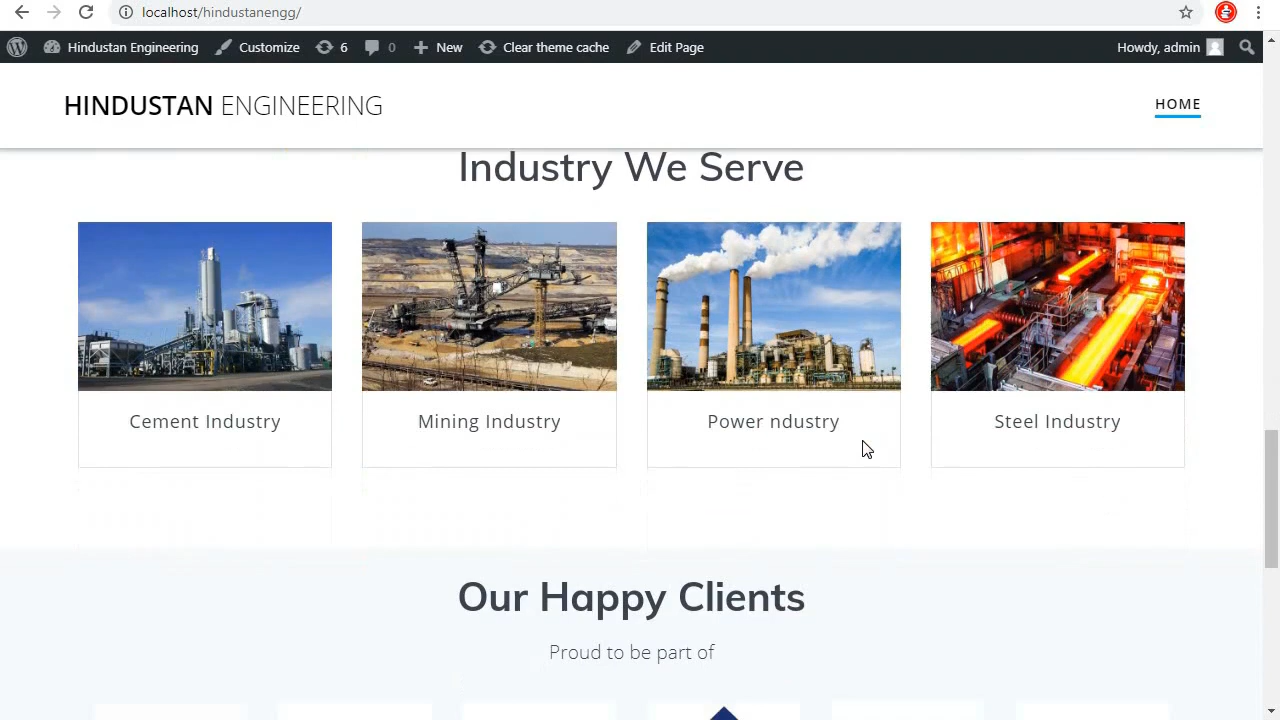 localhost/hindustanengg/
Hindustan Engineering Customize 6 0 New Clear theme cache Edit Page Howdy, admin
HINDUSTAN ENGINEERING HOME
Industry We Serve
Cement Industry Mining Industry Power ndustry Steel Industry
Our Happy Clients
Proud to be part of